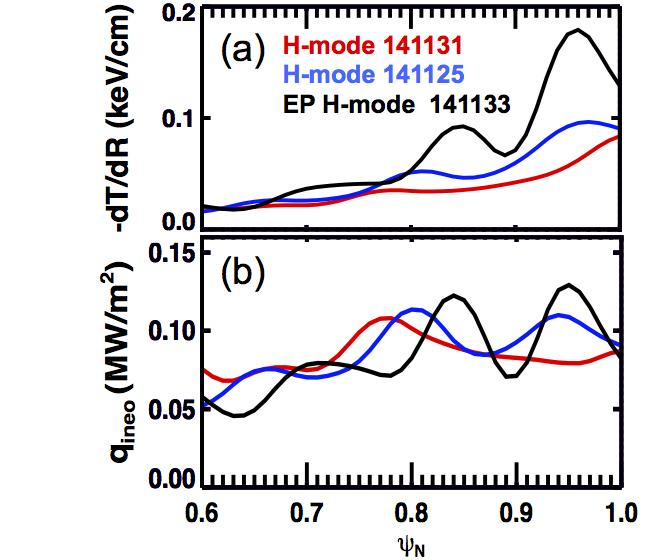 0.2
(a)
H-mode 141131
H-mode 141125
EP H-mode 141133
-dT/dR (keV/cm)
0.1
0.0
0.15
(b)
qineo (MW/m2)
0.10
0.05
0.00
0.6 0.7 0.8 0.9 1.0
ψN